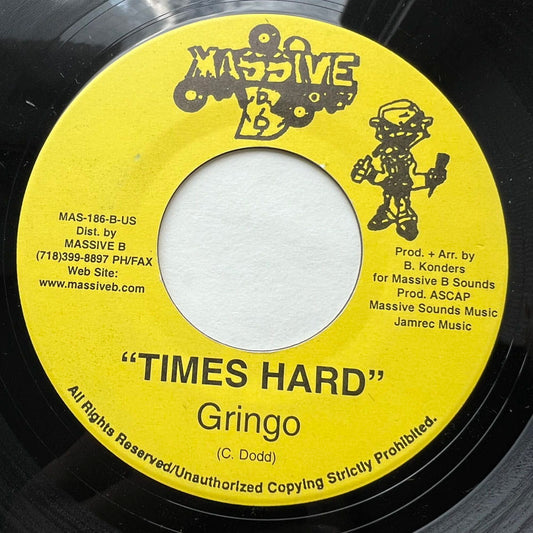 MASSIVE
B
MAS-186-B-US
Dist. by
MASSIVE B
(718)399-8897 PH/FAX
Web Site:
www.massiveb.com
Prod. + Arr. by
B. Konders
for Massive B Sounds
Prod. ASCAP
Massive Sounds Music
Jamrec Music
“TIMES HARD”
Gringo
(C. Dodd)
All Rights Reserved/Unauthorized Copying Strictly Prohibited.